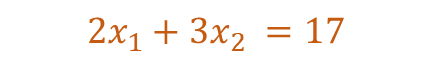 2x₁ + 3x₂ = 17